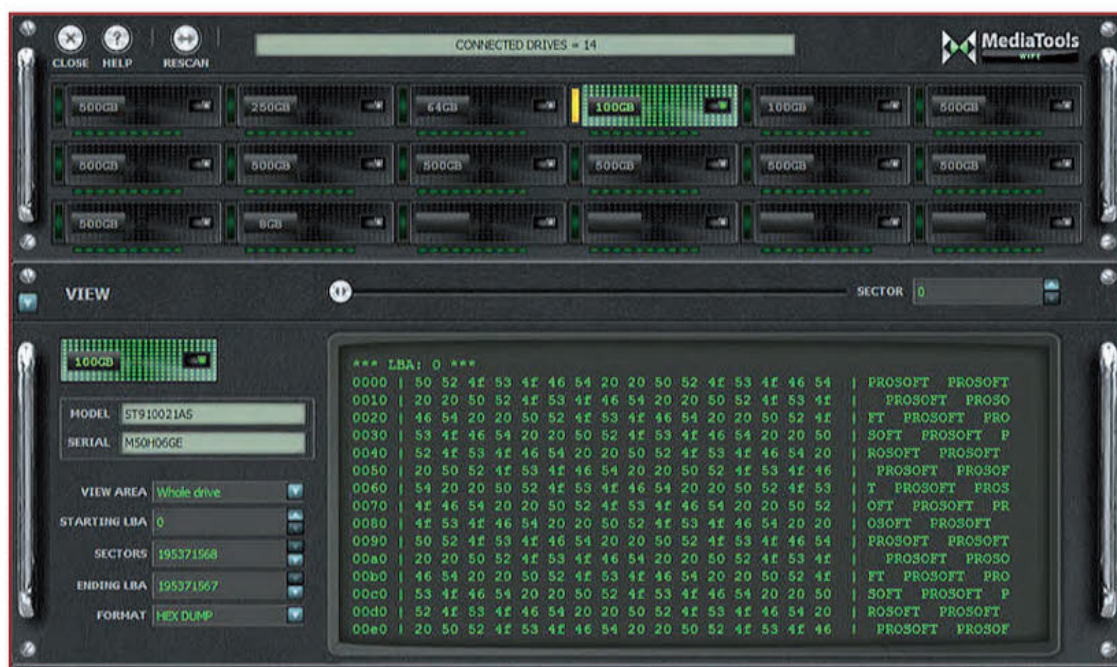 CONNECTED DRIVES = 14
MediaTools
WIPE
CLOSE HELP RESCAN
500GB 250GB 64GB 100GB 100GB 500GB
500GB 500GB 500GB 500GB 500GB 500GB
500GB 8GB
VIEW
SECTOR 0
100GB
MODEL ST910021AS
SERIAL M50H06GE
VIEW AREA Whole drive
STARTING LBA 0
SECTORS 195371568
ENDING LBA 195371567
FORMAT HEX DUMP
*** LBA: 0 ***
0000 | 50 52 4f 53 4f 46 54 20 20 50 52 4f 53 4f 46 54 | PROSOFT  PROSOFT
0010 | 20 20 50 52 4f 53 4f 46 54 20 20 50 52 4f 53 4f |   PROSOFT  PROSO
0020 | 46 54 20 20 50 52 4f 53 4f 46 54 20 20 50 52 4f | FT  PROSOFT  PRO
0030 | 53 4f 46 54 20 20 50 52 4f 53 4f 46 54 20 20 50 | SOFT  PROSOFT  P
0040 | 52 4f 53 4f 46 54 20 20 50 52 4f 53 4f 46 54 20 | ROSOFT  PROSOFT
0050 | 20 50 52 4f 53 4f 46 54 20 20 50 52 4f 53 4f 46 |  PROSOFT  PROSOF
0060 | 54 20 20 50 52 4f 53 4f 46 54 20 20 50 52 4f 53 | T  PROSOFT  PROS
0070 | 4f 46 54 20 20 50 52 4f 53 4f 46 54 20 20 50 52 | OFT  PROSOFT  PR
0080 | 4f 53 4f 46 54 20 20 50 52 4f 53 4f 46 54 20 20 | OSOFT  PROSOFT
0090 | 50 52 4f 53 4f 46 54 20 20 50 52 4f 53 4f 46 54 | PROSOFT  PROSOFT
00a0 | 20 20 50 52 4f 53 4f 46 54 20 20 50 52 4f 53 4f |   PROSOFT  PROSO
00b0 | 46 54 20 20 50 52 4f 53 4f 46 54 20 20 50 52 4f | FT  PROSOFT  PRO
00c0 | 53 4f 46 54 20 20 50 52 4f 53 4f 46 54 20 20 50 | SOFT  PROSOFT  P
00d0 | 52 4f 53 4f 46 54 20 20 50 52 4f 53 4f 46 54 20 | ROSOFT  PROSOFT
00e0 | 20 50 52 4f 53 4f 46 54 20 20 50 52 4f 53 4f 46 |  PROSOFT  PROSOF